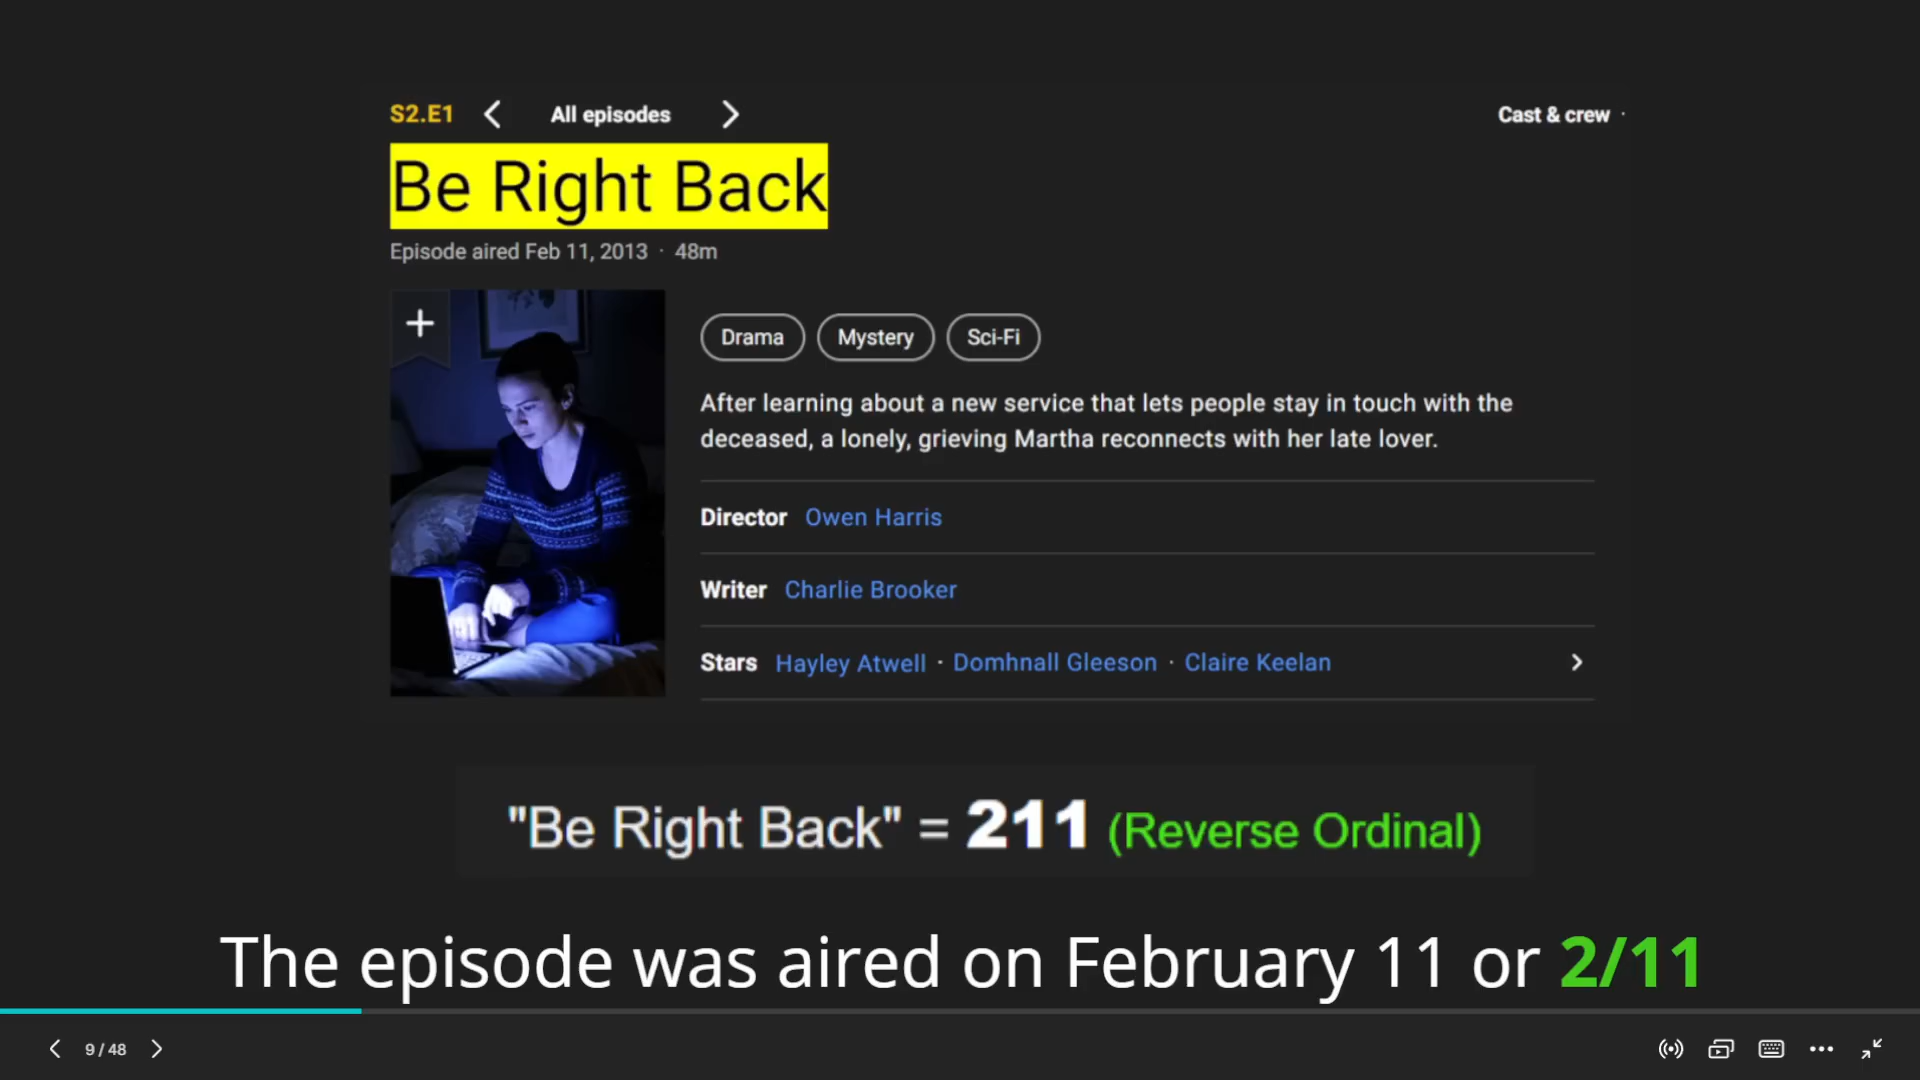 S2.E1 All episodes Cast & crew ·
Be Right Back
Episode aired Feb 11, 2013 · 48m
Drama Mystery Sci-Fi
After learning about a new service that lets people stay in touch with the
deceased, a lonely, grieving Martha reconnects with her late lover.
Director Owen Harris
Writer Charlie Brooker
Stars Hayley Atwell · Domhnall Gleeson · Claire Keelan
"Be Right Back" = 211 (Reverse Ordinal)
The episode was aired on February 11 or 2/11
9 / 48